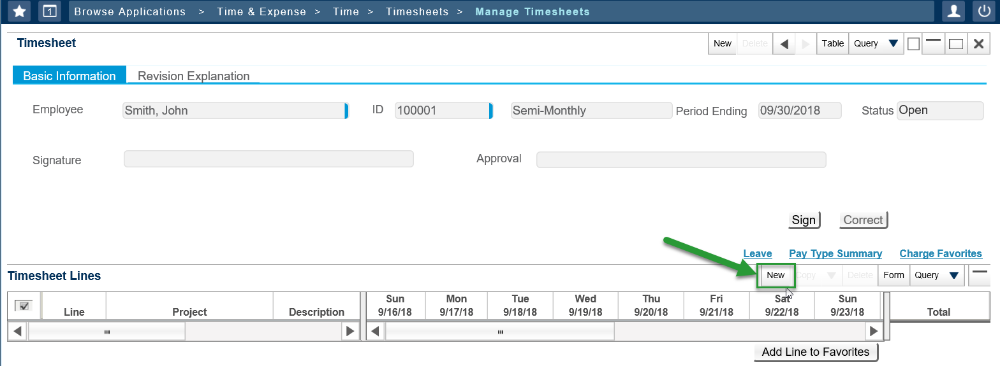 1 Browse Applications > Time & Expense > Time > Timesheets > Manage Timesheets
Timesheet New Delete Table Query
Basic Information Revision Explanation
Employee Smith, John ID 100001 Semi-Monthly Period Ending 09/30/2018 Status Open
Signature Approval
Sign Correct
Leave Pay Type Summary Charge Favorites
Timesheet Lines New Copy Delete Form Query
Sun Mon Tue Wed Thu Fri Sat Sun
Line Project Description 9/16/18 9/17/18 9/18/18 9/19/18 9/20/18 9/21/18 9/22/18 9/23/18 Total
Add Line to Favorites